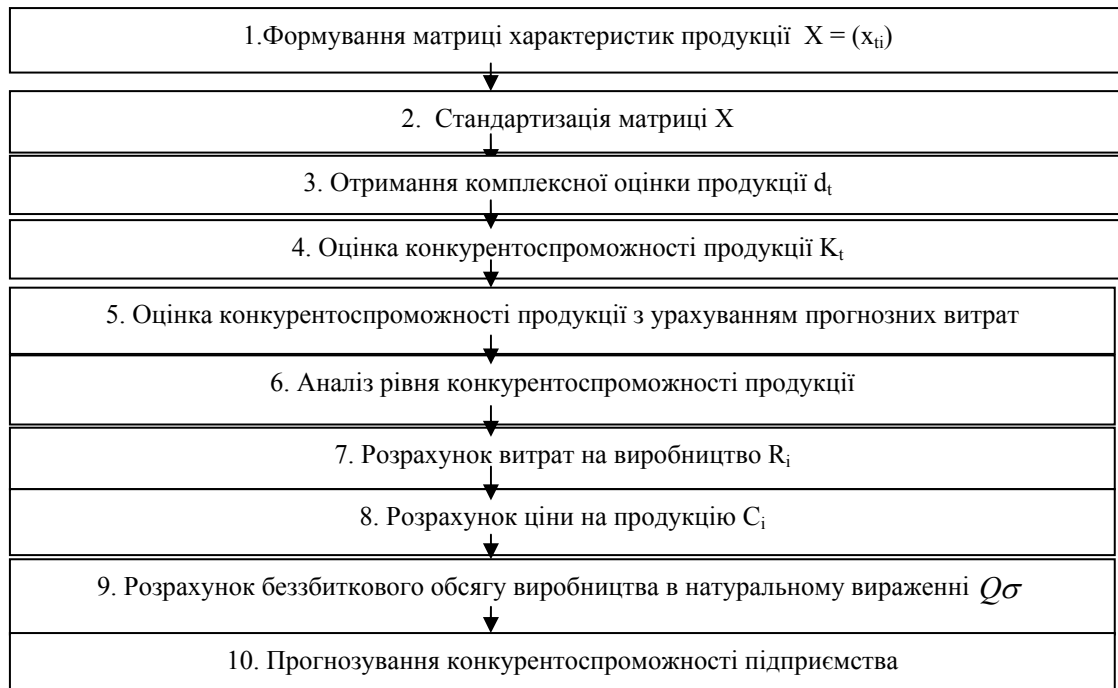 1.Формування матриці характеристик продукції X = (xti)
2. Стандартизація матриці X
3. Отримання комплексної оцінки продукції dt
4. Оцінка конкурентоспроможності продукції Kt
5. Оцінка конкурентоспроможності продукції з урахуванням прогнозних витрат
6. Аналіз рівня конкурентоспроможності продукції
7. Розрахунок витрат на виробництво Ri
8. Розрахунок ціни на продукцію Ci
9. Розрахунок беззбиткового обсягу виробництва в натуральному вираженні Qσ
10. Прогнозування конкурентоспроможності підприємства